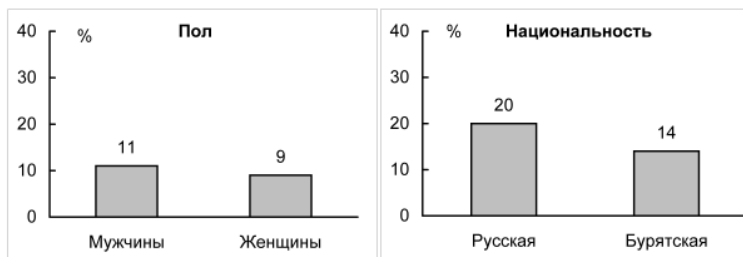 Пол
%
40
30
20
10
0
11
9
Мужчины
Женщины
Национальность
%
40
30
20
10
0
20
14
Русская
Бурятская